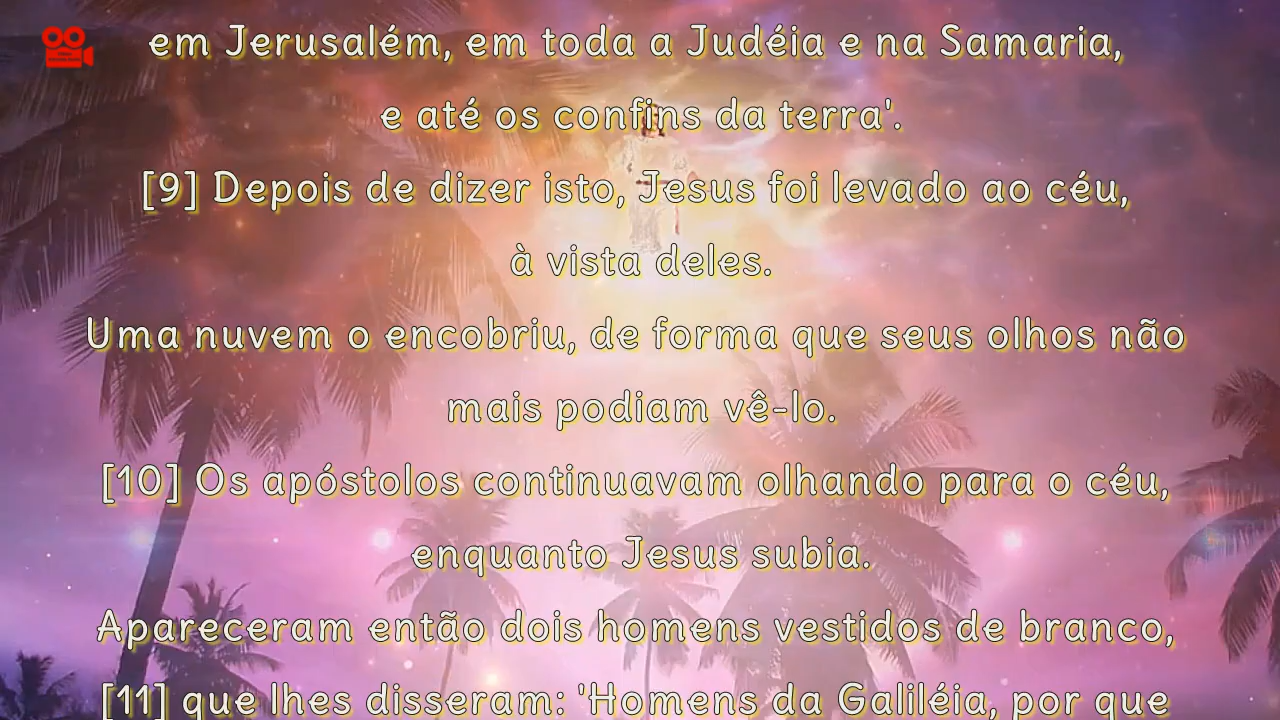 em Jerusalém, em toda a Judéia e na Samaria,
e até os confins da terra'.
[9] Depois de dizer isto, Jesus foi levado ao céu,
à vista deles.
Uma nuvem o encobriu, de forma que seus olhos não
mais podiam vê-lo.
[10] Os apóstolos continuavam olhando para o céu,
enquanto Jesus subia.
Apareceram então dois homens vestidos de branco,
[11] que lhes disseram: 'Homens da Galiléia, por que